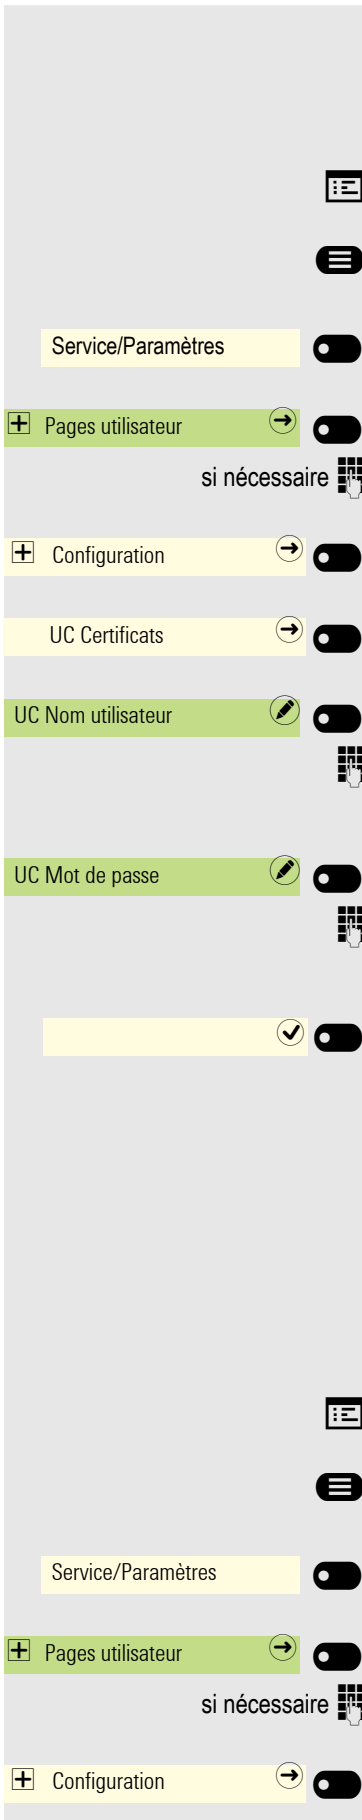 Service/Paramètres
Pages utilisateur
si nécessaire
Configuration
UC Certificats
UC Nom utilisateur
UC Mot de passe
Service/Paramètres
Pages utilisateur
si nécessaire
Configuration